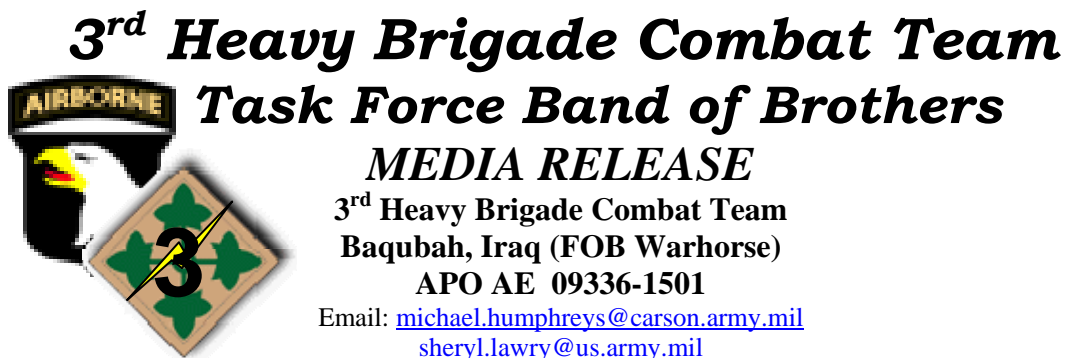 3rd Heavy Brigade Combat Team
AIRBORNE
Task Force Band of Brothers
MEDIA RELEASE
3rd Heavy Brigade Combat Team
Baqubah, Iraq (FOB Warhorse)
3
APO AE 09336-1501
Email: michael.humphreys@carson.army.mil
sheryl.lawry@us.army.mil